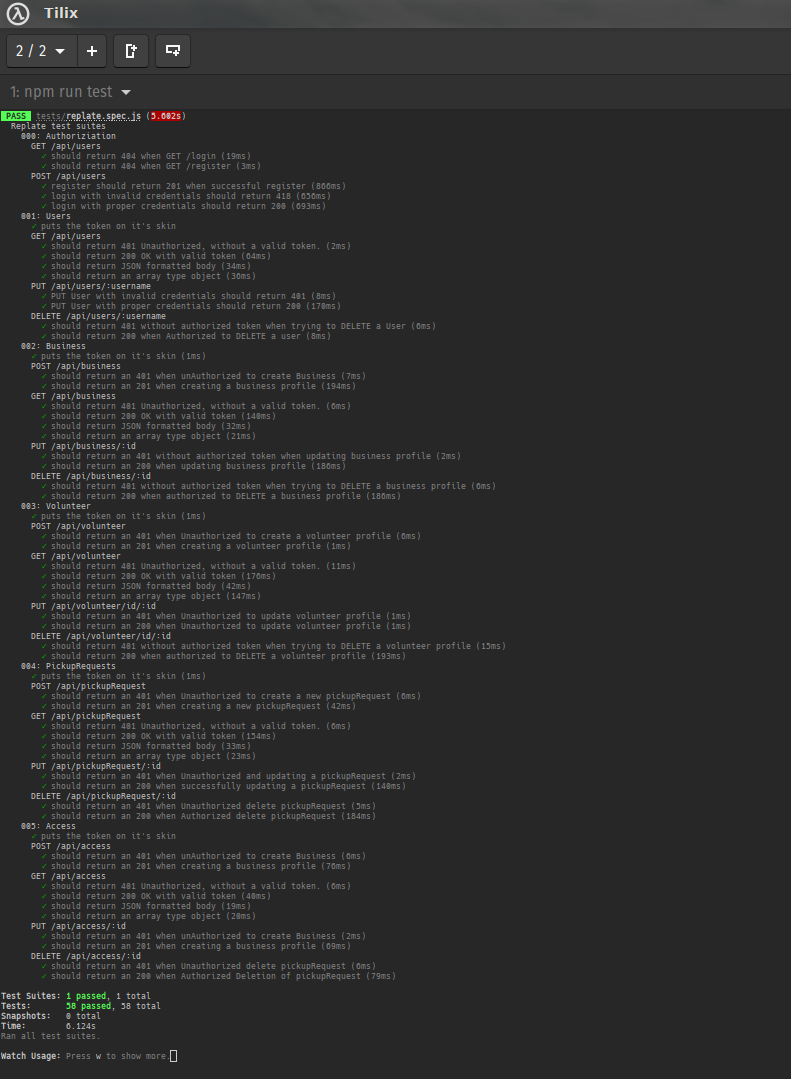 Tilix
2 / 2
1: npm run test
PASS tests/replate.spec.js (5.602s)
Replate test suites
000: Authoriziation
GET /api/users
✓ should return 404 when GET /login (19ms)
✓ should return 404 when GET /register (3ms)
POST /api/users
✓ register should return 201 when successful register (866ms)
✓ login with invalid credentials should return 418 (656ms)
✓ login with proper credentials should return 200 (693ms)
001: Users
✓ puts the token on it's skin
GET /api/users
✓ should return 401 Unauthorized, without a valid token. (2ms)
✓ should return 200 OK with valid token (64ms)
✓ should return JSON formatted body (34ms)
✓ should return an array type object (36ms)
PUT /api/users/:username
✓ PUT User with invalid credentials should return 401 (8ms)
✓ PUT User with proper credentials should return 200 (170ms)
DELETE /api/users/:username
✓ should return 401 without authorized token when trying to DELETE a User (6ms)
✓ should return 200 when Authorized to DELETE a user (8ms)
002: Business
✓ puts the token on it's skin (1ms)
POST /api/business
✓ should return an 401 when unAuthorized to create Business (7ms)
✓ should return an 201 when creating a business profile (194ms)
GET /api/business
✓ should return 401 Unauthorized, without a valid token. (6ms)
✓ should return 200 OK with valid token (140ms)
✓ should return JSON formatted body (32ms)
✓ should return an array type object (21ms)
PUT /api/business/:id
✓ should return an 401 without authorized token when updating business profile (2ms)
✓ should return an 200 when updating business profile (186ms)
DELETE /api/business/:id
✓ should return 401 without authorized token when trying to DELETE a business profile (6ms)
✓ should return 200 when authorized to DELETE a business profile (186ms)
003: Volunteer
✓ puts the token on it's skin (1ms)
POST /api/volunteer
✓ should return an 401 when Unauthorized to create a volunteer profile (6ms)
✓ should return an 201 when creating a volunteer profile (1ms)
GET /api/volunteer
✓ should return 401 Unauthorized, without a valid token. (11ms)
✓ should return 200 OK with valid token (176ms)
✓ should return JSON formatted body (42ms)
✓ should return an array type object (147ms)
PUT /api/volunteer/id/:id
✓ should return an 401 when Unauthorized to update volunteer profile (1ms)
✓ should return an 200 when Unauthorized to update volunteer profile (1ms)
DELETE /api/volunteer/id/:id
✓ should return 401 without authorized token when trying to DELETE a volunteer profile (15ms)
✓ should return 200 when authorized to DELETE a volunteer profile (193ms)
004: PickupRequests
✓ puts the token on it's skin (1ms)
POST /api/pickupRequest
✓ should return an 401 when Unauthorized to create a new pickupRequest (6ms)
✓ should return an 201 when creating a new pickupRequest (42ms)
GET /api/pickupRequest
✓ should return 401 Unauthorized, without a valid token. (6ms)
✓ should return 200 OK with valid token (154ms)
✓ should return JSON formatted body (33ms)
✓ should return an array type object (23ms)
PUT /api/pickupRequest/:id
✓ should return an 401 when Unauthorized and updating a pickupRequest (2ms)
✓ should return an 200 when successfully updating a pickupRequest (140ms)
DELETE /api/pickupRequest/:id
✓ should return an 401 when Unauthorized delete pickupRequest (5ms)
✓ should return an 200 when Authorized delete pickupRequest (184ms)
005: Access
✓ puts the token on it's skin
POST /api/access
✓ should return an 401 when unAuthorized to create Business (6ms)
✓ should return an 201 when creating a business profile (76ms)
GET /api/access
✓ should return 401 Unauthorized, without a valid token. (6ms)
✓ should return 200 OK with valid token (40ms)
✓ should return JSON formatted body (19ms)
✓ should return an array type object (20ms)
PUT /api/access/:id
✓ should return an 401 when unAuthorized to create Business (2ms)
✓ should return an 201 when creating a business profile (69ms)
DELETE /api/access/:id
✓ should return an 401 when Unauthorized delete pickupRequest (6ms)
✓ should return an 200 when Authorized Deletion of pickupRequest (79ms)
Test Suites: 1 passed, 1 total
Tests: 58 passed, 58 total
Snapshots: 0 total
Time: 6.124s
Ran all test suites.
Watch Usage: Press w to show more.